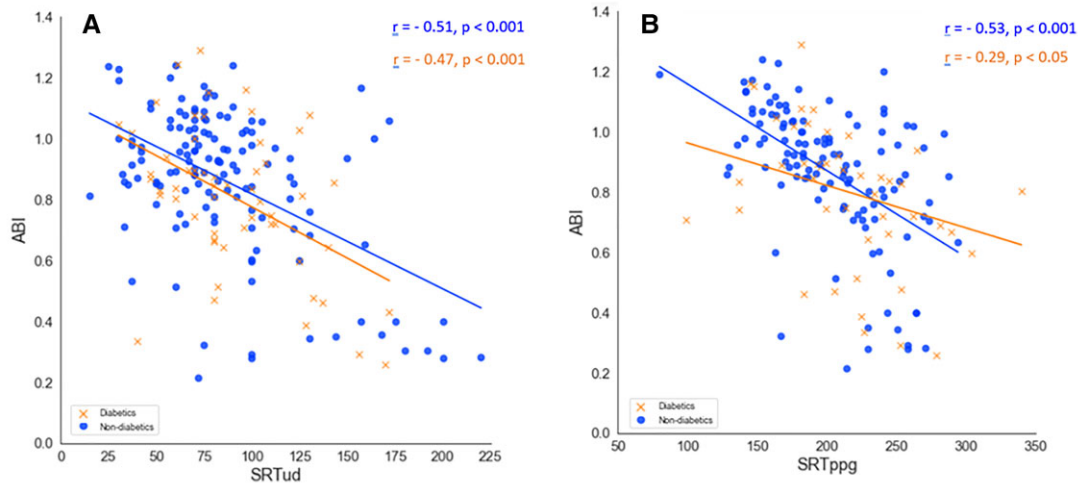 A
r = - 0.51, p < 0.001
r = - 0.47, p < 0.001
1.4
1.2
1.0
0.8
0.6
0.4
0.2
0.0
ABI
Diabetics
Non-diabetics
0 25 50 75 100 125 150 175 200 225
SRTud
B
r = - 0.53, p < 0.001
r = - 0.29, p < 0.05
1.4
1.2
1.0
0.8
0.6
0.4
0.2
0.0
ABI
Diabetics
Non-diabetics
50 100 150 200 250 300 350
SRTppg